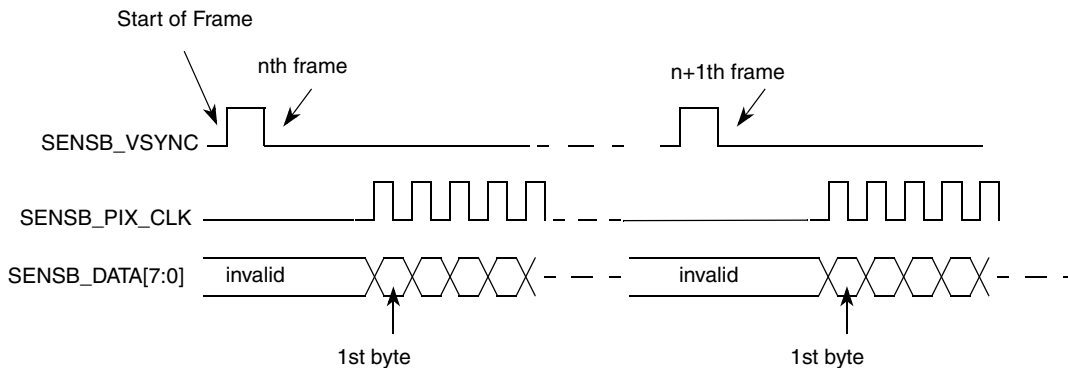 Start of Frame
nth frame
n+1th frame
SENSB_VSYNC
SENSB_PIX_CLK
SENSB_DATA[7:0]
invalid
invalid
1st byte
1st byte